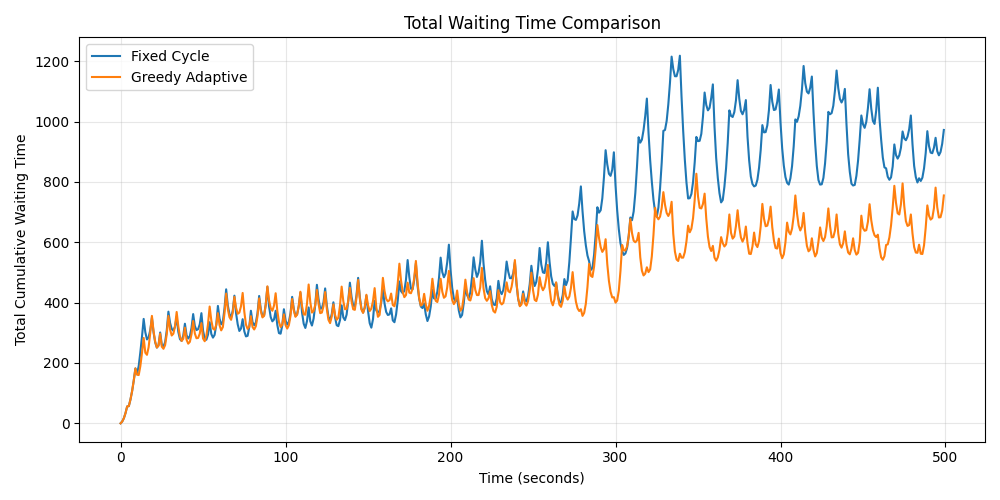 Total Waiting Time Comparison
Fixed Cycle
Greedy Adaptive
Total Cumulative Waiting Time
1200
1000
800
600
400
200
0
0 100 200 300 400 500
Time (seconds)